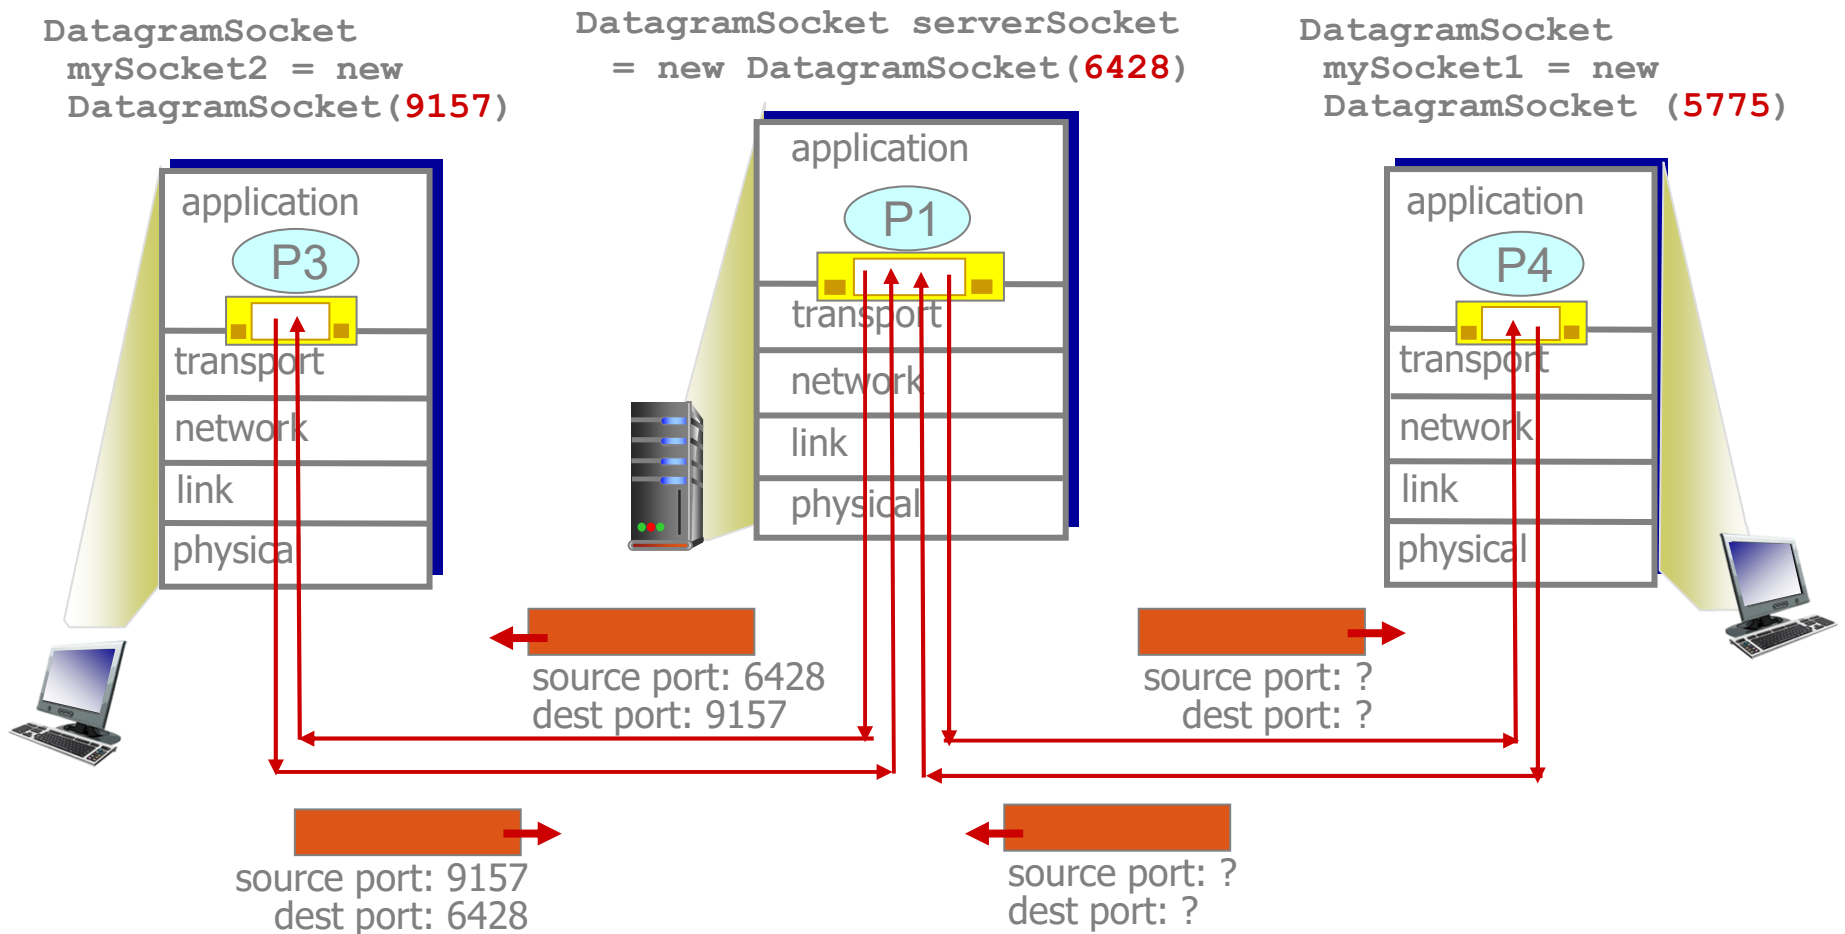 DatagramSocket
mySocket2 = new
DatagramSocket(9157)
DatagramSocket serverSocket
= new DatagramSocket(6428)
DatagramSocket
mySocket1 = new
DatagramSocket (5775)
application
P3
transport
network
link
physical
application
P1
transport
network
link
physical
application
P4
transport
network
link
physical
source port: 6428
dest port: 9157
source port: ?
dest port: ?
source port: 9157
dest port: 6428
source port: ?
dest port: ?